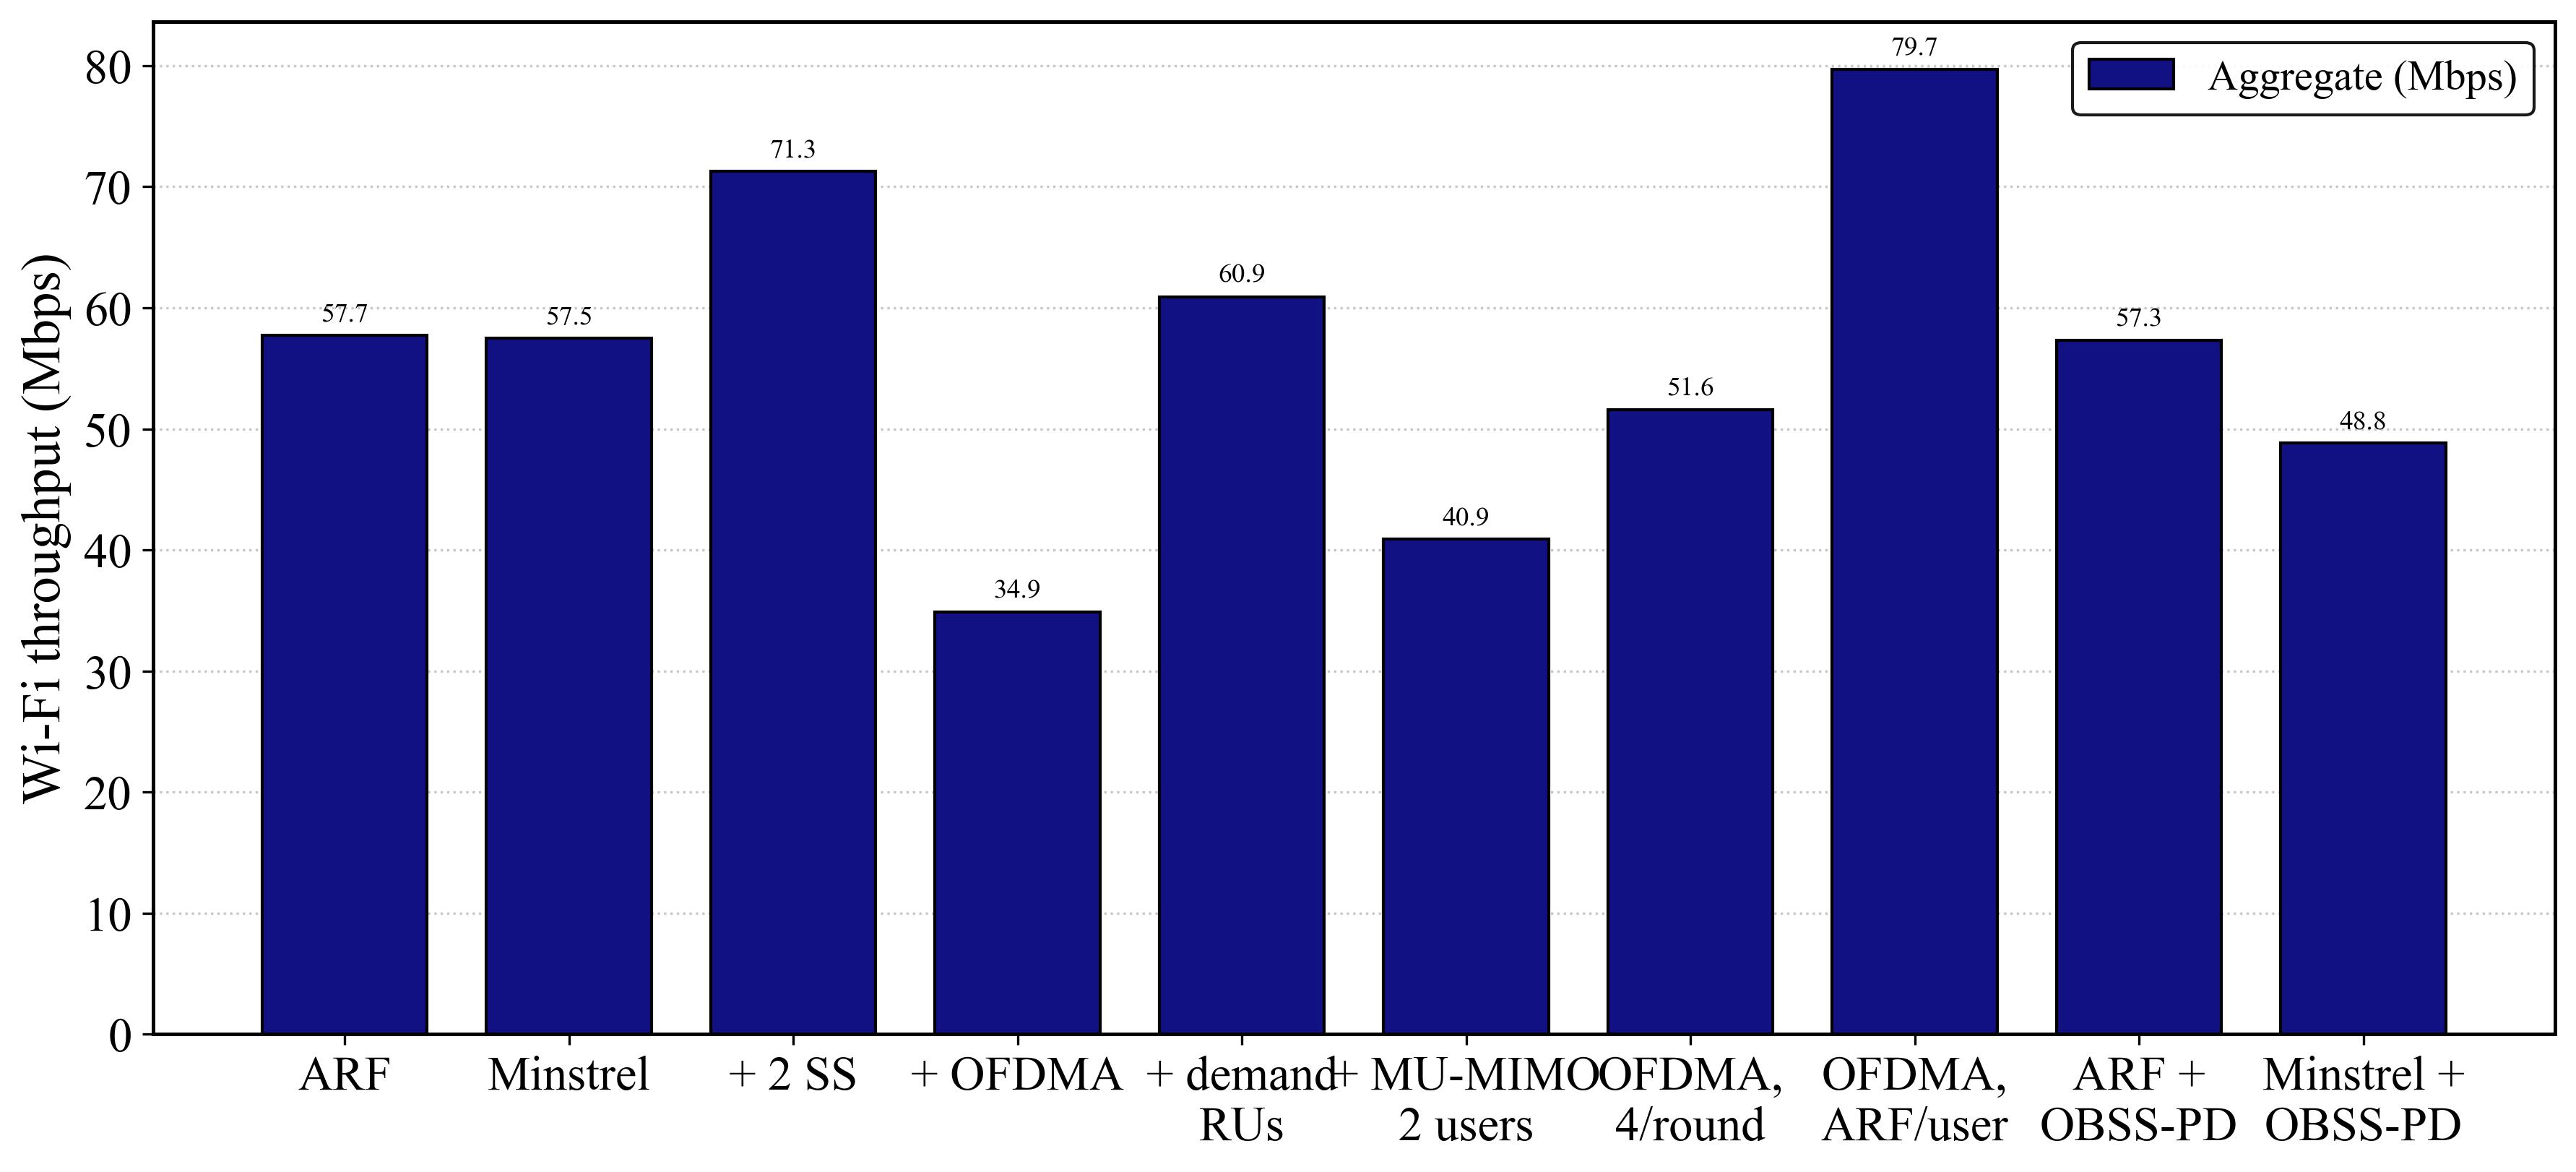 Wi-Fi throughput (Mbps)
80
70
60
50
40
30
20
10
0
Aggregate (Mbps)
57.7
57.5
71.3
34.9
60.9
40.9
51.6
79.7
57.3
48.8
ARF
Minstrel
+ 2 SS
+ OFDMA
+ demand
RUs
+ MU-MIMO
2 users
OFDMA,
4/round
OFDMA,
ARF/user
ARF +
OBSS-PD
Minstrel +
OBSS-PD